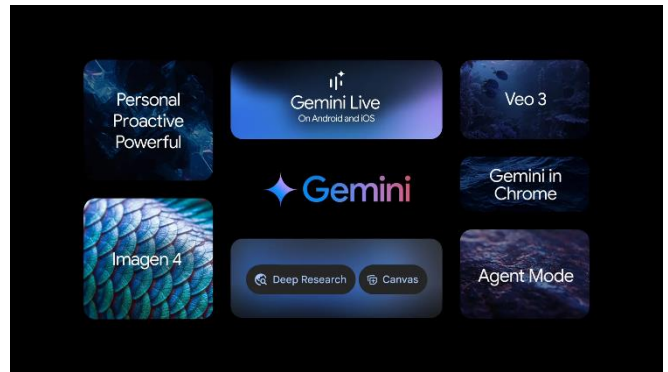 Personal
Proactive
Powerful
Gemini Live
On Android and iOS
Veo 3
Gemini
Gemini in
Chrome
Imagen 4
Deep Research
Canvas
Agent Mode